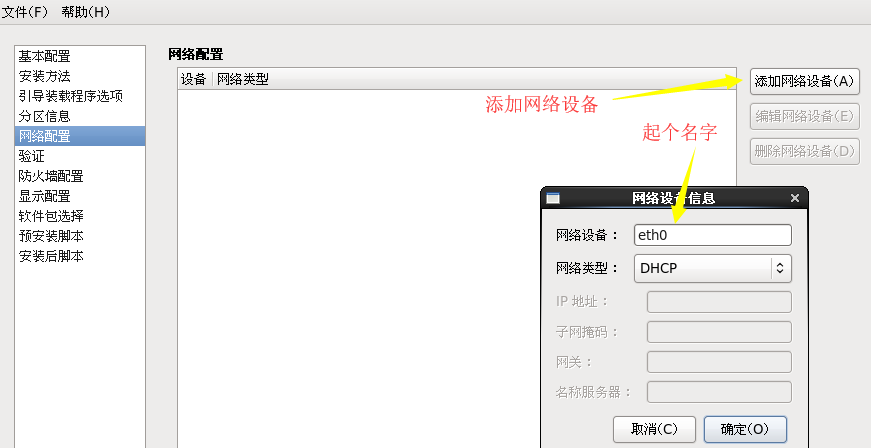 文件(F) 帮助(H)
基本配置
安装方法
引导装载程序选项
分区信息
网络配置
验证
防火墙配置
显示配置
软件包选择
预安装脚本
安装后脚本
网络配置
设备 网络类型
添加网络设备(A)
编辑网络设备(E)
删除网络设备(D)
添加网络设备
起个名字
网络设备信息
网络设备： eth0
网络类型： DHCP
IP 地址：
子网掩码：
网关：
名称服务器：
取消(C) 确定(O)